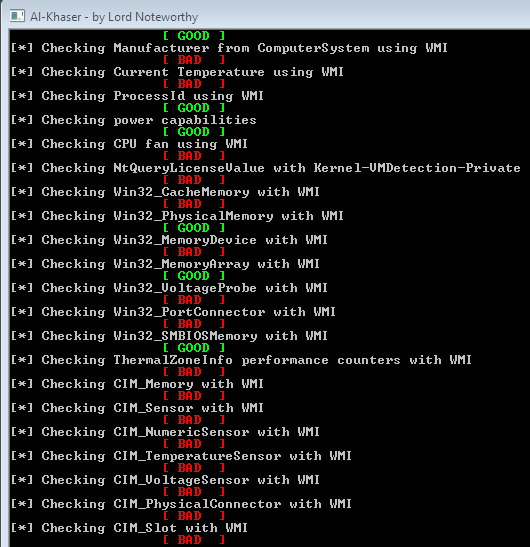 Al-Khaser - by Lord Noteworthy
[ GOOD ]
[*] Checking Manufacturer from ComputerSystem using WMI
[ BAD  ]
[*] Checking Current Temperature using WMI
[ BAD  ]
[*] Checking ProcessId using WMI
[ GOOD ]
[*] Checking power capabilities
[ GOOD ]
[*] Checking CPU fan using WMI
[ BAD  ]
[*] Checking NtQueryLicenseValue with Kernel-VMDetection-Private
[ BAD  ]
[*] Checking Win32_CacheMemory with WMI
[ BAD  ]
[*] Checking Win32_PhysicalMemory with WMI
[ GOOD ]
[*] Checking Win32_MemoryDevice with WMI
[ BAD  ]
[*] Checking Win32_MemoryArray with WMI
[ GOOD ]
[*] Checking Win32_VoltageProbe with WMI
[ BAD  ]
[*] Checking Win32_PortConnector with WMI
[ BAD  ]
[*] Checking Win32_SMBIOSMemory with WMI
[ GOOD ]
[*] Checking ThermalZoneInfo performance counters with WMI
[ BAD  ]
[*] Checking CIM_Memory with WMI
[ BAD  ]
[*] Checking CIM_Sensor with WMI
[ BAD  ]
[*] Checking CIM_NumericSensor with WMI
[ BAD  ]
[*] Checking CIM_TemperatureSensor with WMI
[ BAD  ]
[*] Checking CIM_VoltageSensor with WMI
[ BAD  ]
[*] Checking CIM_PhysicalConnector with WMI
[ BAD  ]
[*] Checking CIM_Slot with WMI
[ BAD  ]